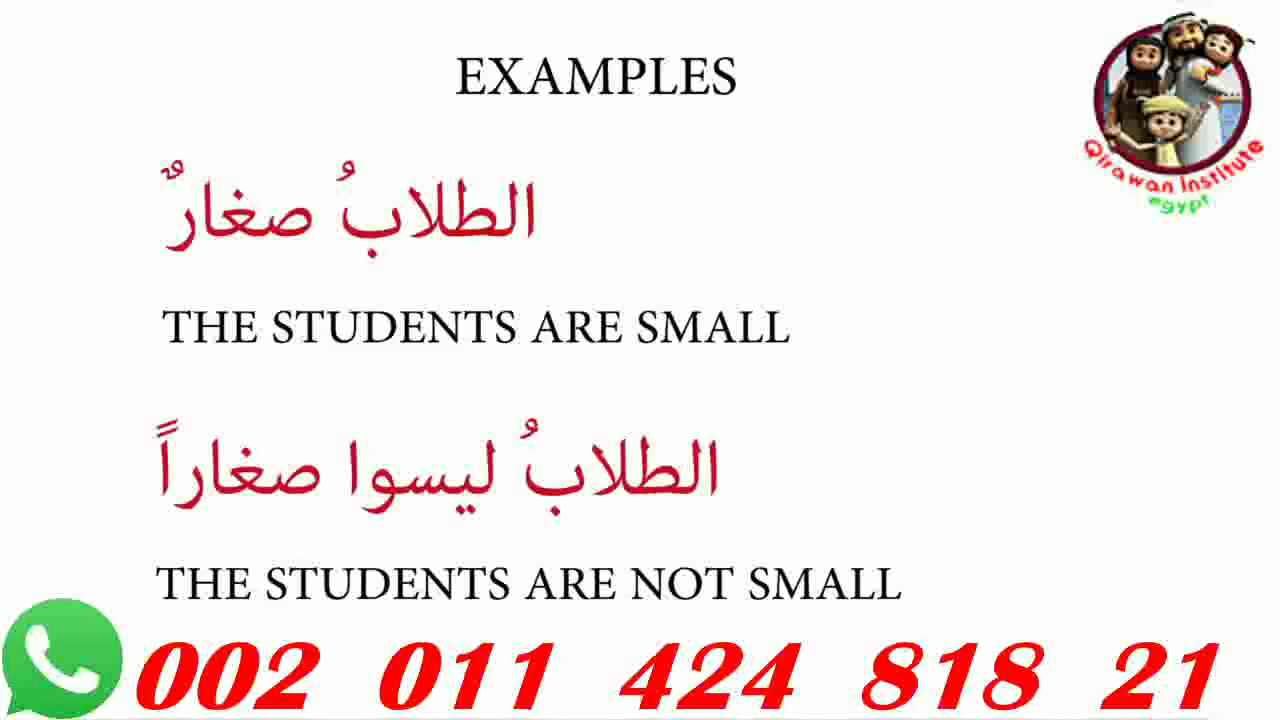 EXAMPLES
Qirawan Institute
egypt
الطلابُ صغارٌ
THE STUDENTS ARE SMALL
الطلابُ ليسوا صغاراً
THE STUDENTS ARE NOT SMALL
002 011 424 818 21